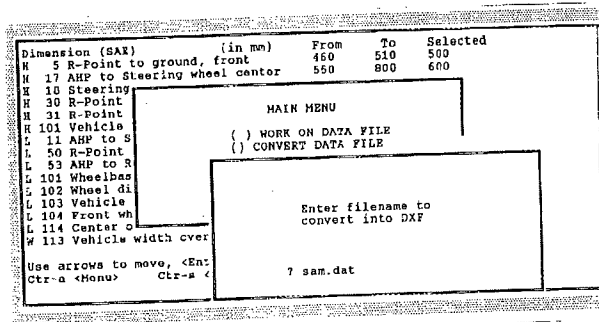 Dimension (SAE) (in mm) From To Selected
H 5 R-Point to ground, front 460 510 500
H 17 AHP to Steering wheel center 550 800 600
H 18 Steering
H 30 R-Point
H 31 R-Point
H 101 Vehicle
L 11 AHP to S
L 50 R-Point
L 53 AHP to R
L 101 Wheelbas
L 102 Wheel di
L 103 Vehicle
L 104 Front wh
L 114 Center o
W 113 Vehicle width over
Use arrows to move, <Ent
Ctr-a <Menu> Ctr-s <
MAIN MENU
( ) WORK ON DATA FILE
() CONVERT DATA FILE
Enter filename to
convert into DXF
? sam.dat